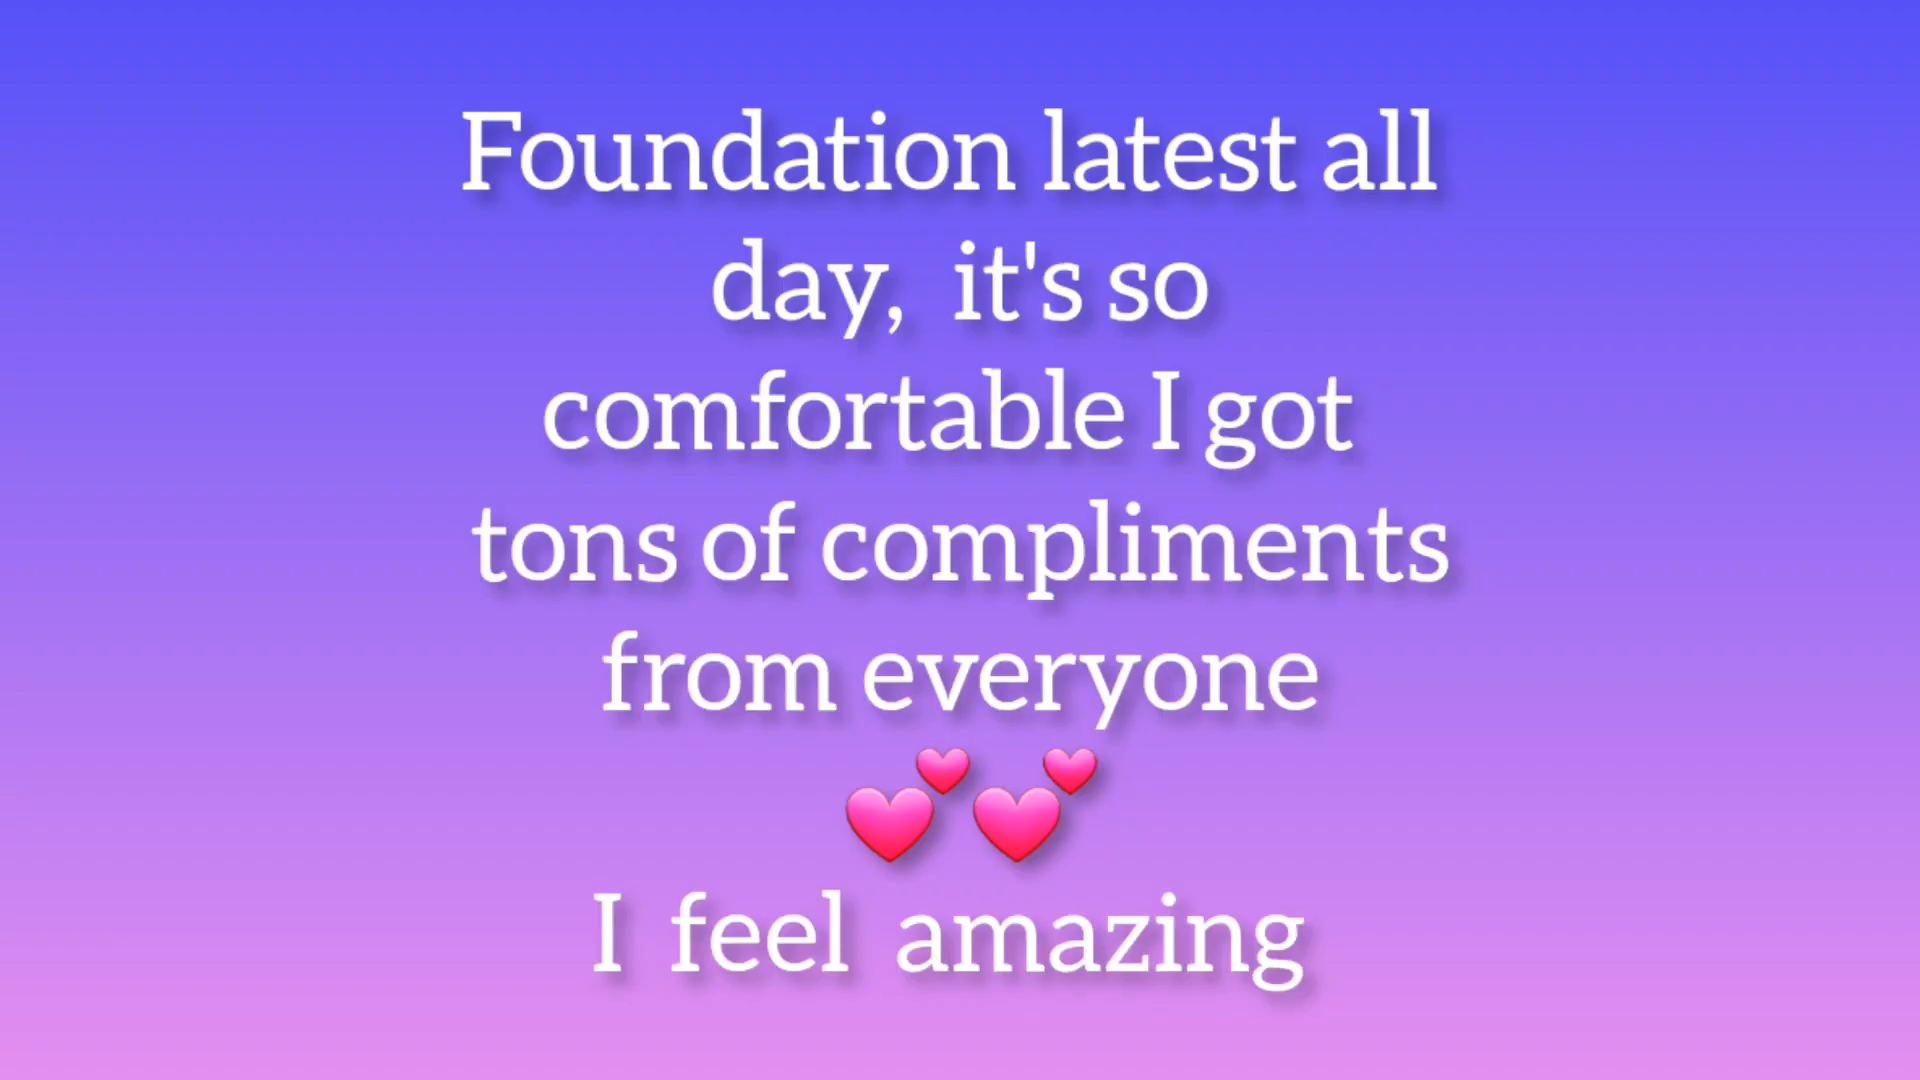 Foundation latest all
day,  it's so
comfortable I got
tons of compliments
from everyone
💕💕
I  feel  amazing